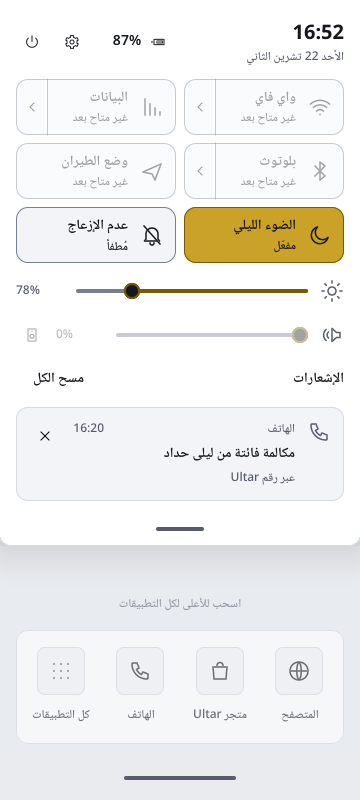 16:52
87%
الأحد 22 تشرين الثاني
واي فاي
غير متاح بعد
البيانات
غير متاح بعد
بلوتوث
غير متاح بعد
وضع الطيران
غير متاح بعد
الضوء الليلي
مفعّل
عدم الإزعاج
مُطفأ
78%
0%
الإشعارات
مسح الكل
الهاتف
16:20
مكالمة فائتة من ليلى حداد
عبر رقم Ultar
اسحب للأعلى لكل التطبيقات
المتصفح
متجر Ultar
الهاتف
كل التطبيقات